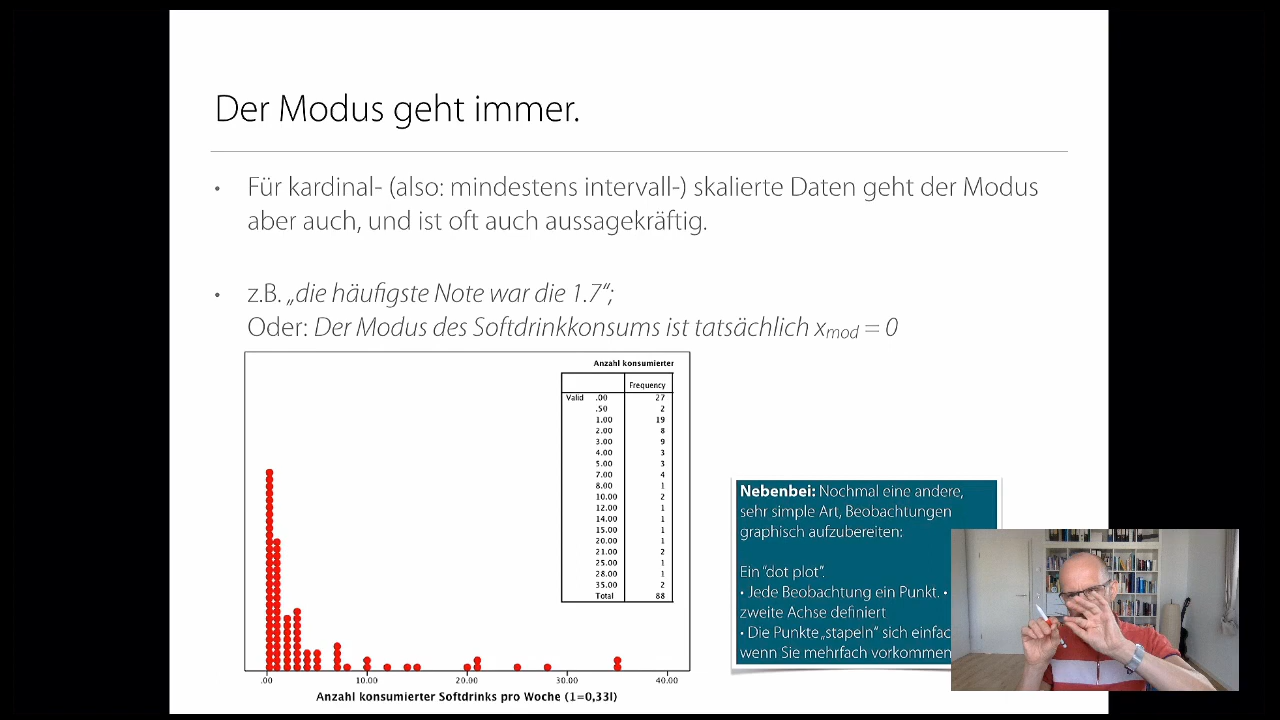 Der Modus geht immer.
• Für kardinal- (also: mindestens intervall-) skalierte Daten geht der Modus
aber auch, und ist oft auch aussagekräftig.
• z.B. „die häufigste Note war die 1.7“;
Oder: Der Modus des Softdrinkkonsums ist tatsächlich xmod = 0
Anzahl konsumierter
Frequency
Valid .00 27
.50 2
1.00 19
2.00 8
3.00 9
4.00 3
5.00 3
7.00 4
8.00 1
10.00 2
12.00 1
14.00 1
15.00 1
20.00 1
21.00 2
25.00 1
28.00 1
35.00 2
Total 88
.00 10.00 20.00 30.00 40.00
Anzahl konsumierter Softdrinks pro Woche (1=0,33l)
Nebenbei: Nochmal eine andere,
sehr simple Art, Beobachtungen
graphisch aufzubereiten:
Ein "dot plot".
• Jede Beobachtung ein Punkt. •
zweite Achse definiert
• Die Punkte „stapeln“ sich einfac
wenn Sie mehrfach vorkommen